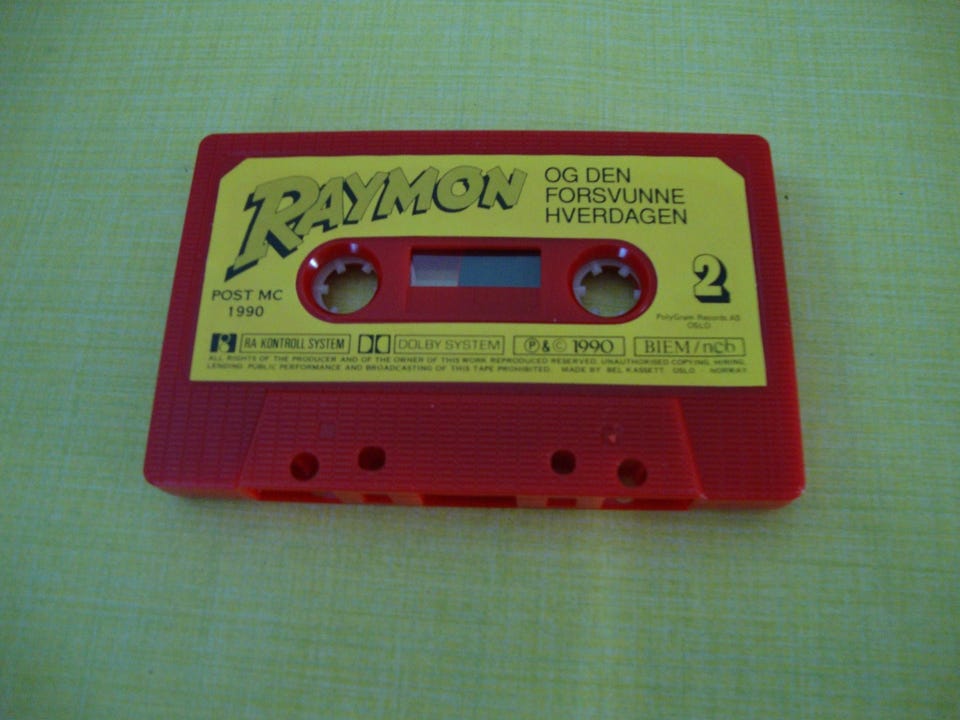 RAYMON
OG DEN
FORSVUNNE
HVERDAGEN
POST MC
1990
2
PolyGram Records AS
OSLO
RA KONTROLL SYSTEM DOLBY SYSTEM P & C 1990 BIEM/ncb
ALL RIGHTS OF THE PRODUCER AND OF THE OWNER OF THIS WORK REPRODUCED RESERVED. UNAUTHORISED COPYING, HIRING,
LENDING, PUBLIC PERFORMANCE AND BROADCASTING OF THIS TAPE PROHIBITED. MADE BY BEL KASSETT. OSLO - NORWAY